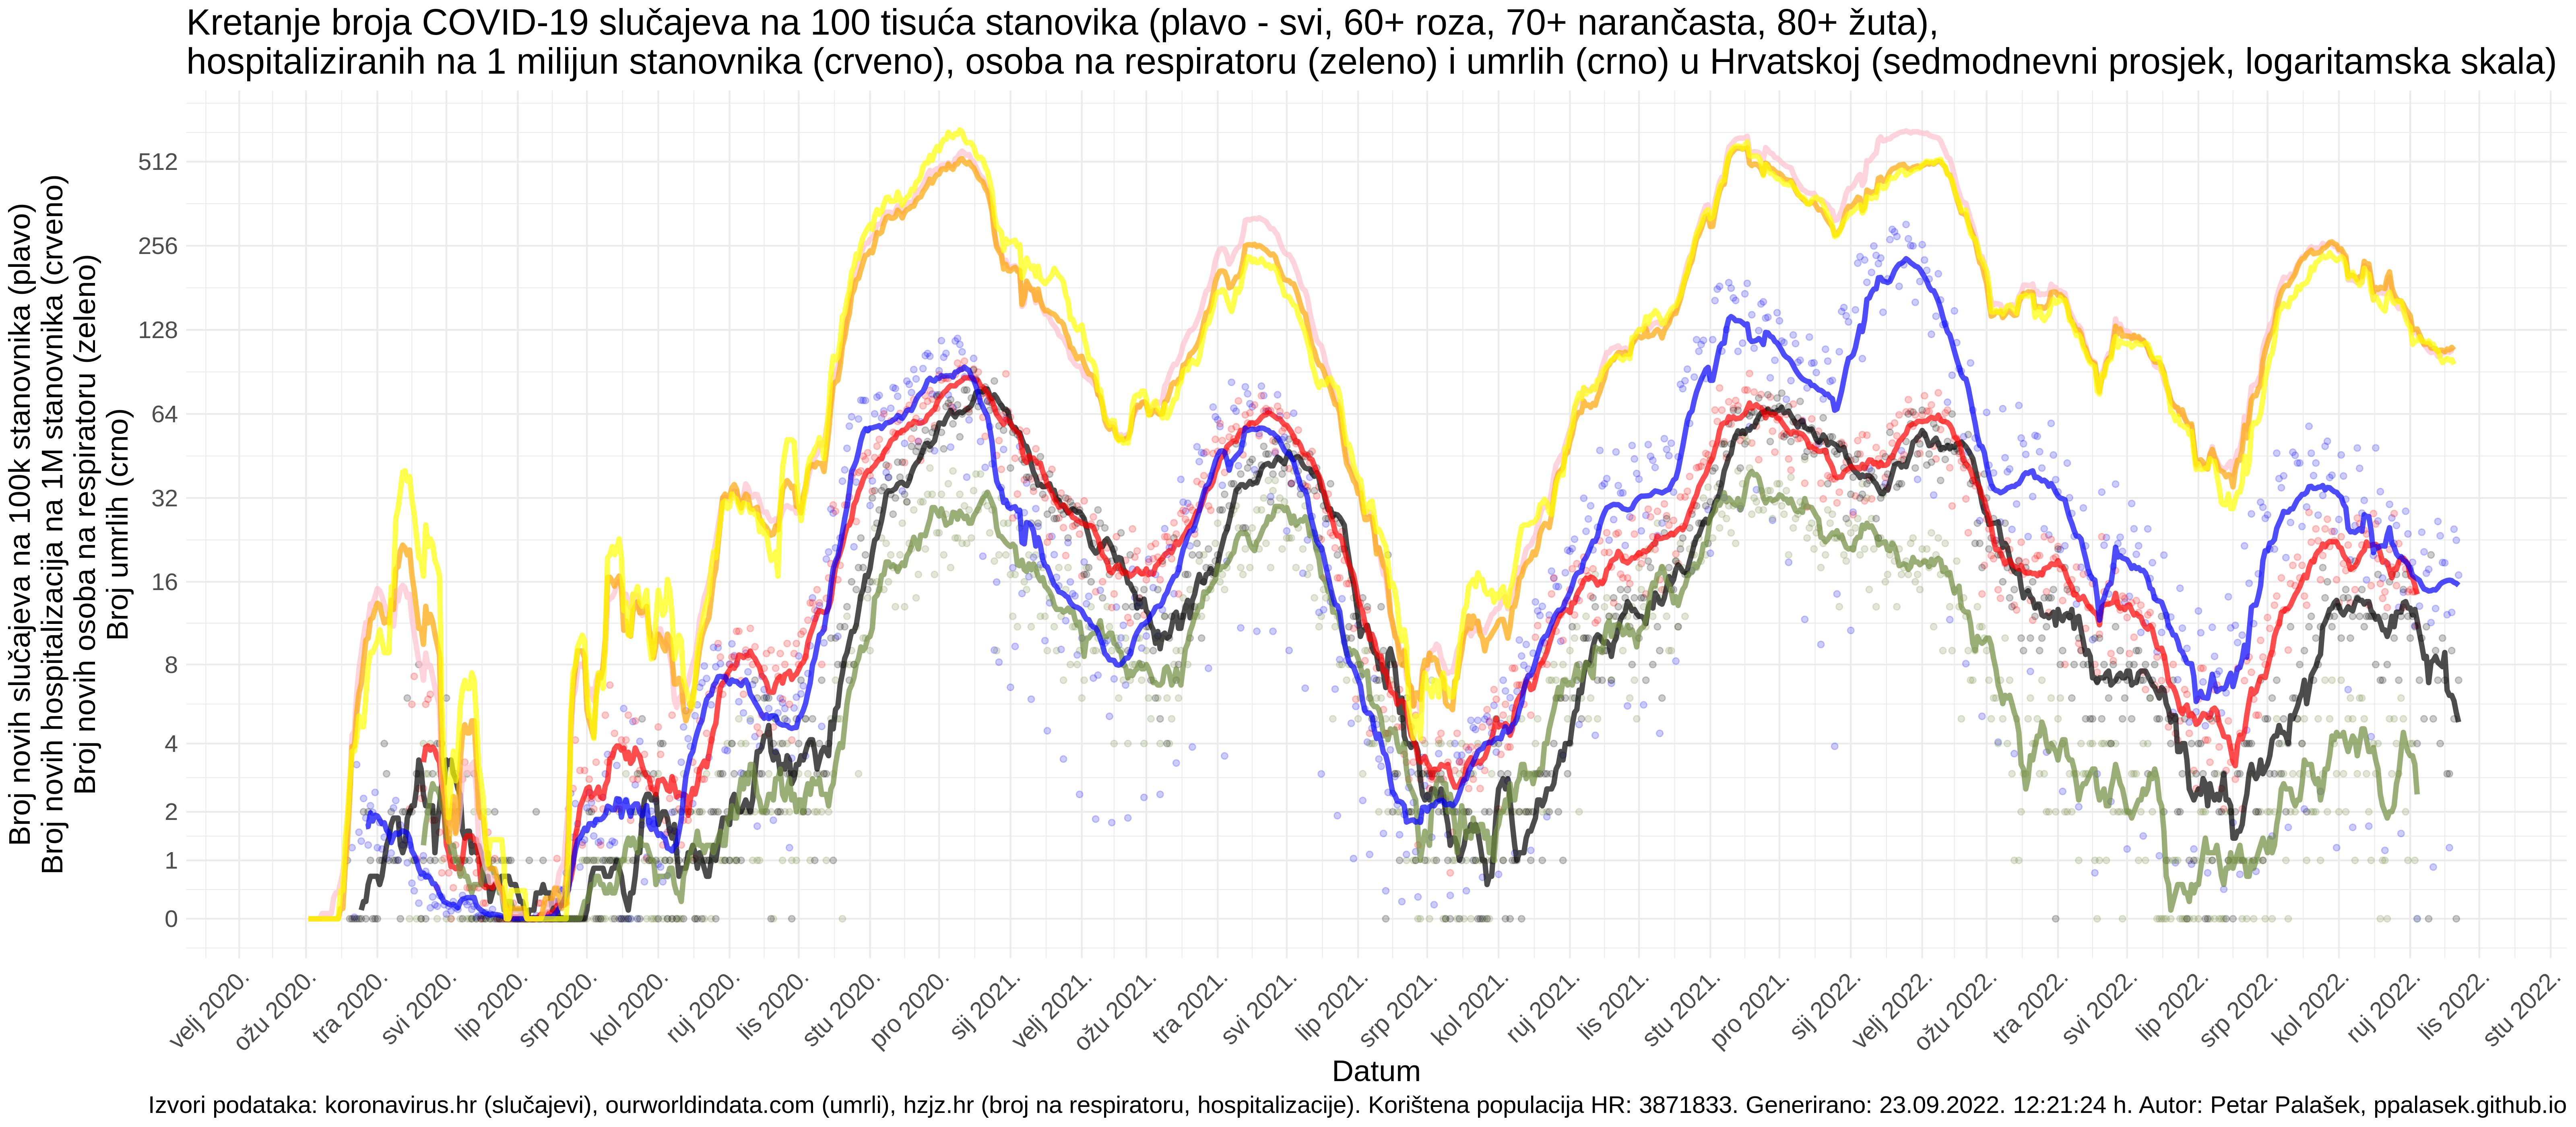 Kretanje broja COVID-19 slučajeva na 100 tisuća stanovika (plavo - svi, 60+ roza, 70+ narančasta, 80+ žuta),
hospitaliziranih na 1 milijun stanovnika (crveno), osoba na respiratoru (zeleno) i umrlih (crno) u Hrvatskoj (sedmodnevni prosjek, logaritamska skala)
Broj novih slučajeva na 100k stanovnika (plavo)
Broj novih hospitalizacija na 1M stanovnika (crveno)
Broj novih osoba na respiratoru (zeleno)
Broj umrlih (crno)
512
256
128
64
32
16
8
4
2
1
0
velj 2020.
ožu 2020.
tra 2020.
svi 2020.
lip 2020.
srp 2020.
kol 2020.
ruj 2020.
lis 2020.
stu 2020.
pro 2020.
sij 2021.
velj 2021.
ožu 2021.
tra 2021.
svi 2021.
lip 2021.
srp 2021.
kol 2021.
ruj 2021.
lis 2021.
stu 2021.
pro 2021.
sij 2022.
velj 2022.
ožu 2022.
tra 2022.
svi 2022.
lip 2022.
srp 2022.
kol 2022.
ruj 2022.
lis 2022.
stu 2022.
Datum
Izvori podataka: koronavirus.hr (slučajevi), ourworldindata.com (umrli), hzjz.hr (broj na respiratoru, hospitalizacije). Korištena populacija HR: 3871833. Generirano: 23.09.2022. 12:21:24 h. Autor: Petar Palašek, ppalasek.github.io